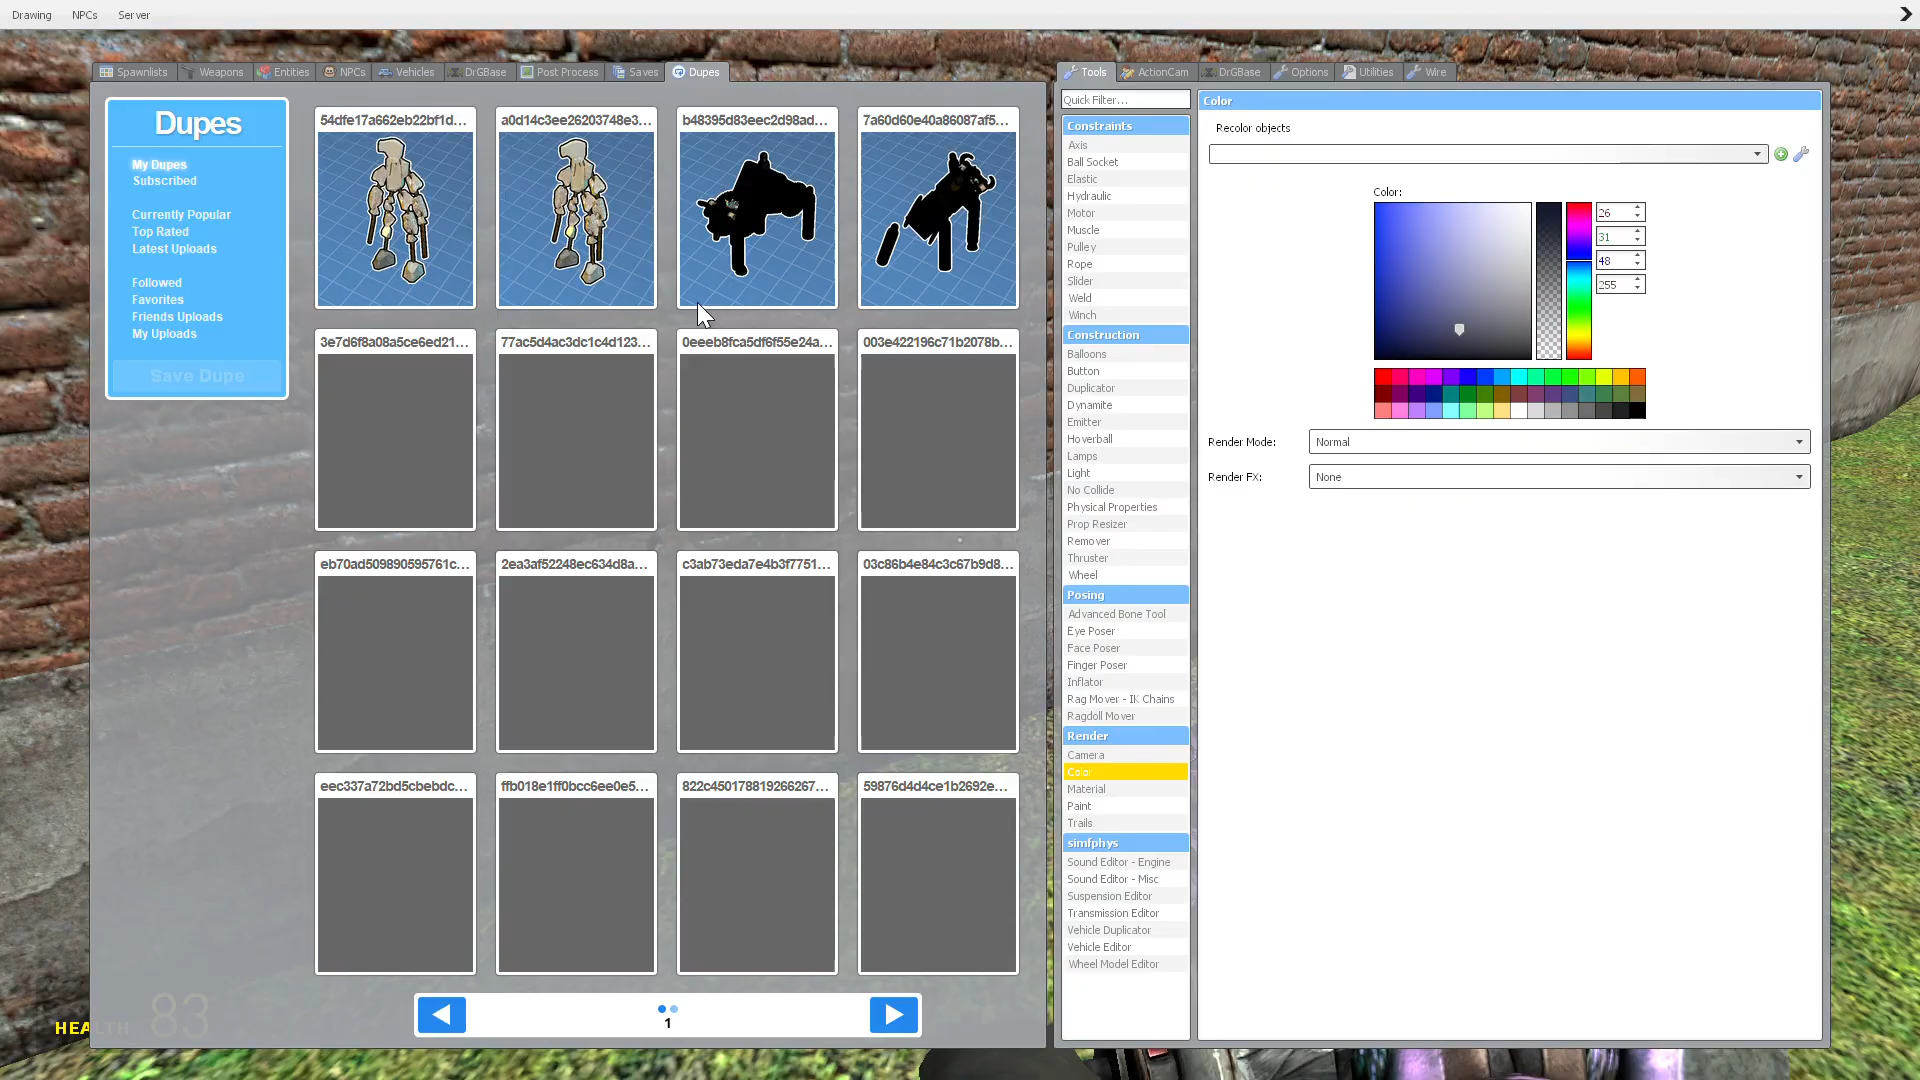 Drawing NPCs Server
Spawnlists Weapons Entities NPCs Vehicles DrGBase Post Process Saves Dupes
Dupes
My Dupes
Subscribed
Currently Popular
Top Rated
Latest Uploads
Followed
Favorites
Friends Uploads
My Uploads
Save Dupe
54dfe17a662eb22bf1d... a0d14c3ee26203748e3... b48395d83eec2d98ad... 7a60d60e40a86087af5...
3e7d6f8a08a5ce6ed21... 77ac5d4ac3dc1c4d123... 0eeeb8fca5df6f55e24a... 003e422196c71b2078b...
eb70ad509890595761c... 2ea3af52248ec634d8a... c3ab73eda7e4b3f7751... 03c86b4e84c3c67b9d8...
eec337a72bd5cbebdc... ffb018e1ff0bcc6ee0e5... 822c450178819266267... 59876d4d4ce1b2692e...
1
HEALTH 83
Tools ActionCam DrGBase Options Utilities Wire
Quick Filter...
Constraints
Axis
Ball Socket
Elastic
Hydraulic
Motor
Muscle
Pulley
Rope
Slider
Weld
Winch
Construction
Balloons
Button
Duplicator
Dynamite
Emitter
Hoverball
Lamps
Light
No Collide
Physical Properties
Prop Resizer
Remover
Thruster
Wheel
Posing
Advanced Bone Tool
Eye Poser
Face Poser
Finger Poser
Inflator
Rag Mover - IK Chains
Ragdoll Mover
Render
Camera
Color
Material
Paint
Trails
simfphys
Sound Editor - Engine
Sound Editor - Misc
Suspension Editor
Transmission Editor
Vehicle Duplicator
Vehicle Editor
Wheel Model Editor
Color
Recolor objects
Color:
26
31
48
255
Render Mode: Normal
Render FX: None